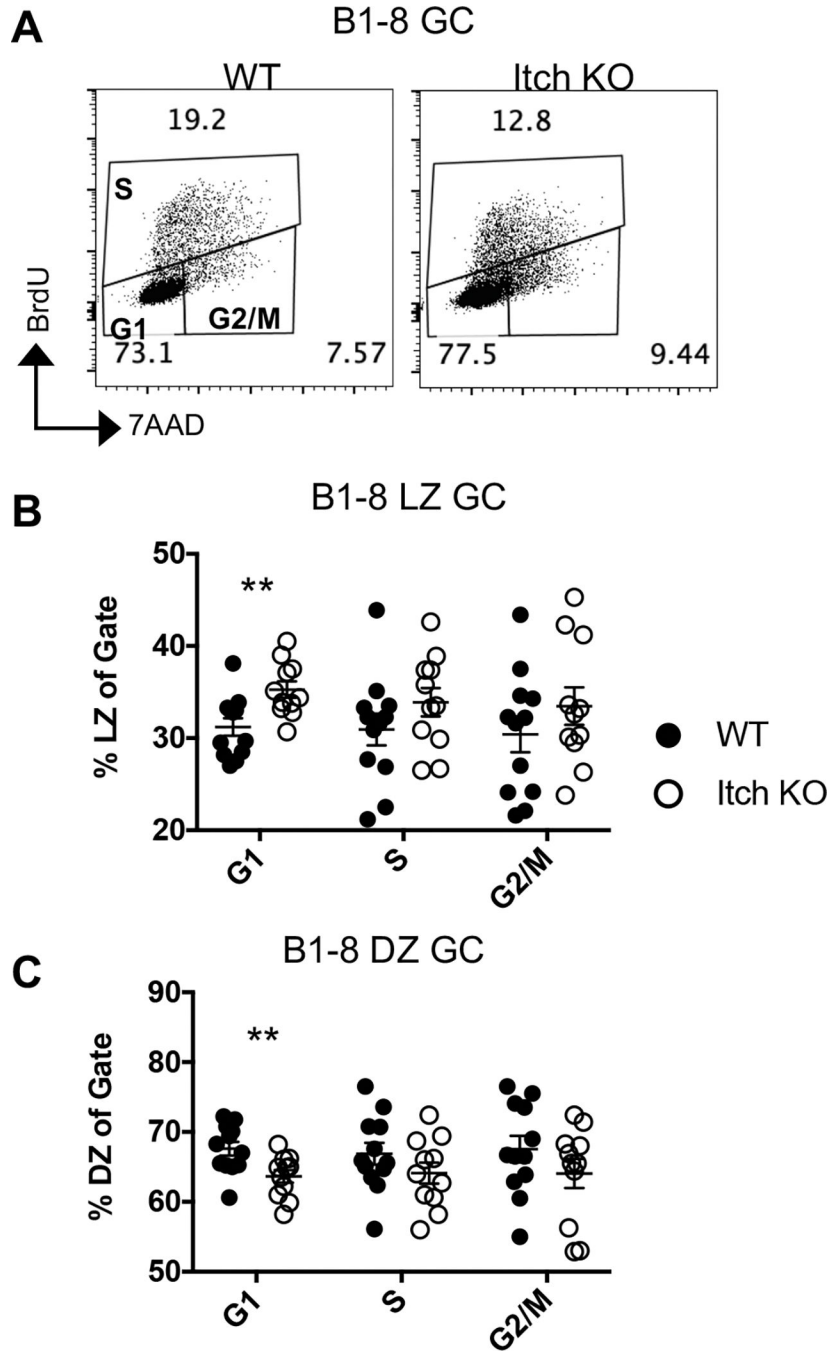 A
B1-8 GC
WT Itch KO
19.2 12.8
S
BrdU
G1 G2/M
73.1 7.57 77.5 9.44
7AAD
B
B1-8 LZ GC
% LZ of Gate
50
40
30
20
**
G1 S G2/M
WT
Itch KO
C
B1-8 DZ GC
% DZ of Gate
90
80
70
60
50
**
G1 S G2/M